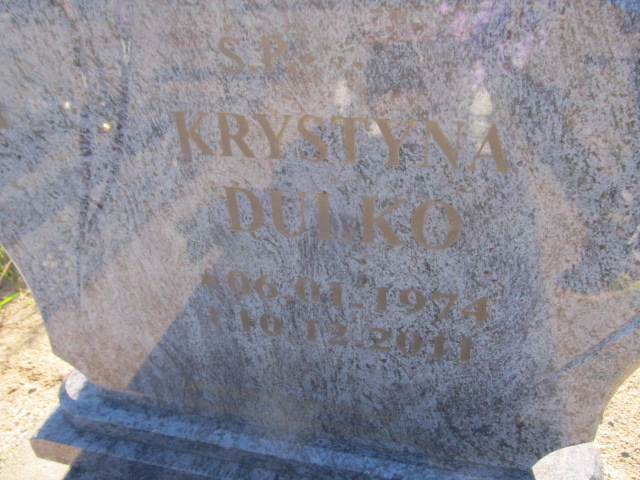 Ś.P.
KRYSTYNA
DULKO
* 06.01.1974
† 10.12.2011